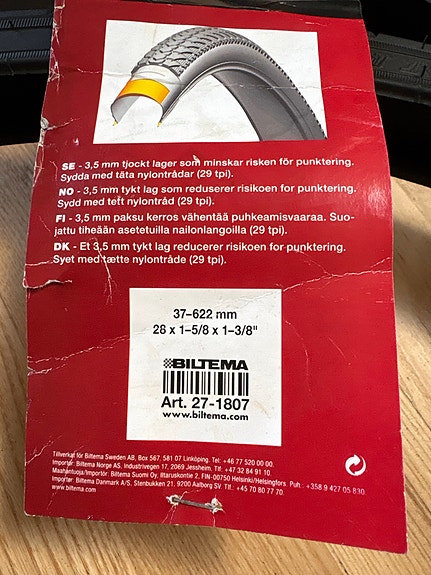 SE - 3,5 mm tjockt lager som minskar risken för punktering.
Sydda med täta nylontrådar (29 tpi).
NO - 3,5 mm tykt lag som reduserer risikoen for punktering.
Sydd med tett nylontråd (29 tpi).
FI - 3,5 mm paksu kerros vähentää puhkeamisvaaraa. Suo-
jattu tiheään asetetuilla nailonlangoilla (29 tpi).
DK - Et 3,5 mm tykt lag reducerer risikoen for punktering.
Syet med tætte nylontråde (29 tpi).
37-622 mm
28 x 1-5/8 x 1-3/8"
BILTEMA
Art. 27-1807
www.biltema.com
Tillverkat för Biltema Sweden AB, Box 567, 581 07 Linköping. Tel: +46 77 520 00 00.
Importør: Biltema Norge AS, Industrivegen 17, 2069 Jessheim, Tlf: +47 32 84 91 10.
Maahantuoja/Importör: Biltema Suomi Oy, Iltaruskontie 2, FIN-00750 Helsinki/Helsingfors. Puh: +358 9 427 05 830.
Importør: Biltema Danmark A/S, Stenbukken 21, 9200 Aalborg SV. Tlf: +45 70 80 77 70.
www.biltema.com